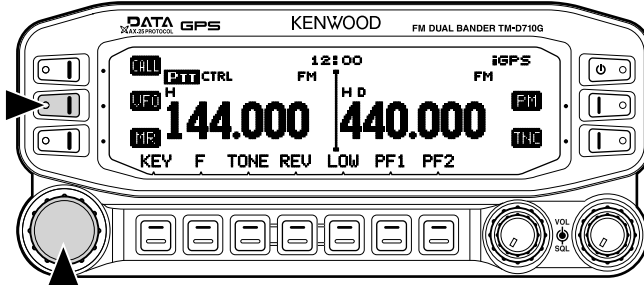 DATA GPS KENWOOD FM DUAL BANDER TM-D710G
AX.25 PROTOCOL
CALL 12:00 iGPS
PTT CTRL FM FM
VFO H H D PM
144.000 440.000
MR TNC
KEY F TONE REV LOW PF1 PF2
VOL
SQL